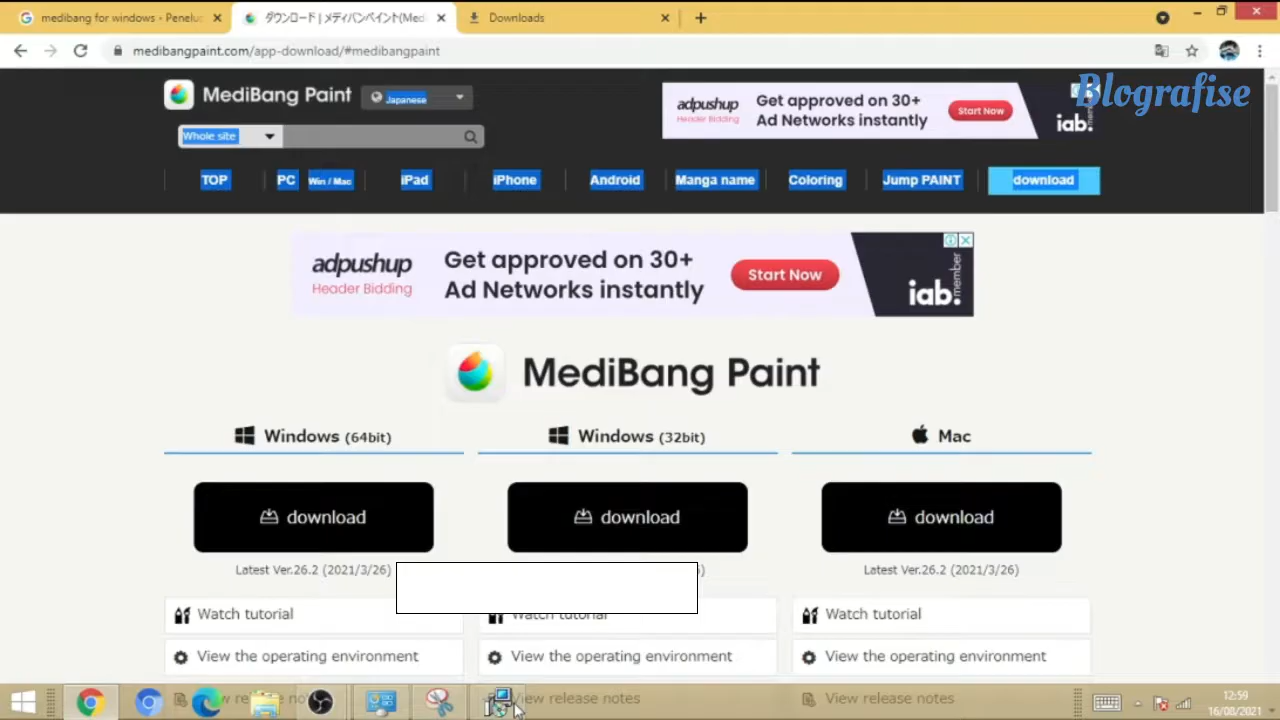 medibang for windows - Penelu
ダウンロード | メディバンペイント(Med
Downloads
medibangpaint.com/app-download/#medibangpaint
MediBang Paint
Japanese
adpushup
Header Bidding
Get approved on 30+
Ad Networks instantly
Start Now
iab.
Blografise
Whole site
TOP
PC Win / Mac
iPad
iPhone
Android
Manga name
Coloring
Jump PAINT
download
adpushup
Header Bidding
Get approved on 30+
Ad Networks instantly
Start Now
iab.
member
MediBang Paint
Windows (64bit)
Windows (32bit)
Mac
download
download
download
Latest Ver.26.2 (2021/3/26)
Latest Ver.26.2 (2021/3/26)
Watch tutorial
Watch tutorial
Watch tutorial
View the operating environment
View the operating environment
View the operating environment
View release notes
View release notes
12:59
16/08/2021